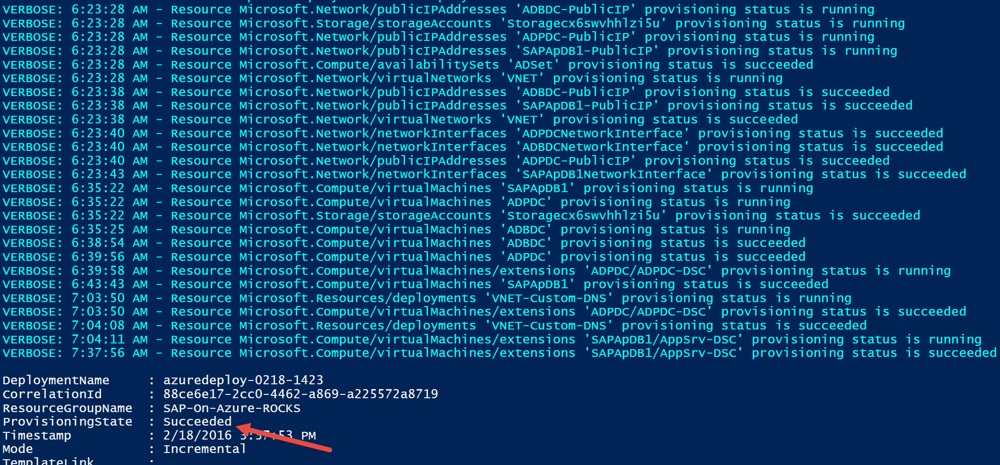 VERBOSE: 6:23:28 AM - Resource Microsoft.Network/publicIPAddresses 'ADBDC-PublicIP' provisioning status is running
VERBOSE: 6:23:28 AM - Resource Microsoft.Storage/storageAccounts 'Storagecx6swvhhlzi5u' provisioning status is running
VERBOSE: 6:23:28 AM - Resource Microsoft.Network/publicIPAddresses 'ADPDC-PublicIP' provisioning status is running
VERBOSE: 6:23:28 AM - Resource Microsoft.Network/publicIPAddresses 'SAPApDB1-PublicIP' provisioning status is running
VERBOSE: 6:23:28 AM - Resource Microsoft.Compute/availabilitySets 'ADSet' provisioning status is succeeded
VERBOSE: 6:23:28 AM - Resource Microsoft.Network/virtualNetworks 'VNET' provisioning status is running
VERBOSE: 6:23:38 AM - Resource Microsoft.Network/publicIPAddresses 'ADBDC-PublicIP' provisioning status is succeeded
VERBOSE: 6:23:38 AM - Resource Microsoft.Network/publicIPAddresses 'SAPApDB1-PublicIP' provisioning status is succeeded
VERBOSE: 6:23:38 AM - Resource Microsoft.Network/virtualNetworks 'VNET' provisioning status is succeeded
VERBOSE: 6:23:40 AM - Resource Microsoft.Network/networkInterfaces 'ADPDCNetworkInterface' provisioning status is succeeded
VERBOSE: 6:23:40 AM - Resource Microsoft.Network/networkInterfaces 'ADBDCNetworkInterface' provisioning status is succeeded
VERBOSE: 6:23:40 AM - Resource Microsoft.Network/publicIPAddresses 'ADPDC-PublicIP' provisioning status is succeeded
VERBOSE: 6:23:43 AM - Resource Microsoft.Network/networkInterfaces 'SAPApDB1NetworkInterface' provisioning status is succeeded
VERBOSE: 6:35:22 AM - Resource Microsoft.Compute/virtualMachines 'SAPApDB1' provisioning status is running
VERBOSE: 6:35:22 AM - Resource Microsoft.Compute/virtualMachines 'ADPDC' provisioning status is running
VERBOSE: 6:35:22 AM - Resource Microsoft.Storage/storageAccounts 'Storagecx6swvhhlzi5u' provisioning status is succeeded
VERBOSE: 6:35:25 AM - Resource Microsoft.Compute/virtualMachines 'ADBDC' provisioning status is running
VERBOSE: 6:38:54 AM - Resource Microsoft.Compute/virtualMachines 'ADBDC' provisioning status is succeeded
VERBOSE: 6:39:56 AM - Resource Microsoft.Compute/virtualMachines 'ADPDC' provisioning status is succeeded
VERBOSE: 6:39:58 AM - Resource Microsoft.Compute/virtualMachines/extensions 'ADPDC/ADPDC-DSC' provisioning status is running
VERBOSE: 6:43:43 AM - Resource Microsoft.Compute/virtualMachines 'SAPApDB1' provisioning status is succeeded
VERBOSE: 7:03:50 AM - Resource Microsoft.Resources/deployments 'VNET-Custom-DNS' provisioning status is running
VERBOSE: 7:03:50 AM - Resource Microsoft.Compute/virtualMachines/extensions 'ADPDC/ADPDC-DSC' provisioning status is succeeded
VERBOSE: 7:04:08 AM - Resource Microsoft.Resources/deployments 'VNET-Custom-DNS' provisioning status is succeeded
VERBOSE: 7:04:11 AM - Resource Microsoft.Compute/virtualMachines/extensions 'SAPApDB1/AppSrv-DSC' provisioning status is running
VERBOSE: 7:37:56 AM - Resource Microsoft.Compute/virtualMachines/extensions 'SAPApDB1/AppSrv-DSC' provisioning status is succeeded
DeploymentName : azuredeploy-0218-1423
CorrelationId : 88ce6e17-2cc0-4462-a869-a225572a8719
ResourceGroupName : SAP-On-Azure-ROCKS
ProvisioningState : Succeeded
Timestamp : 2/18/2016 3:37:53 PM
Mode : Incremental
TemplateLink :